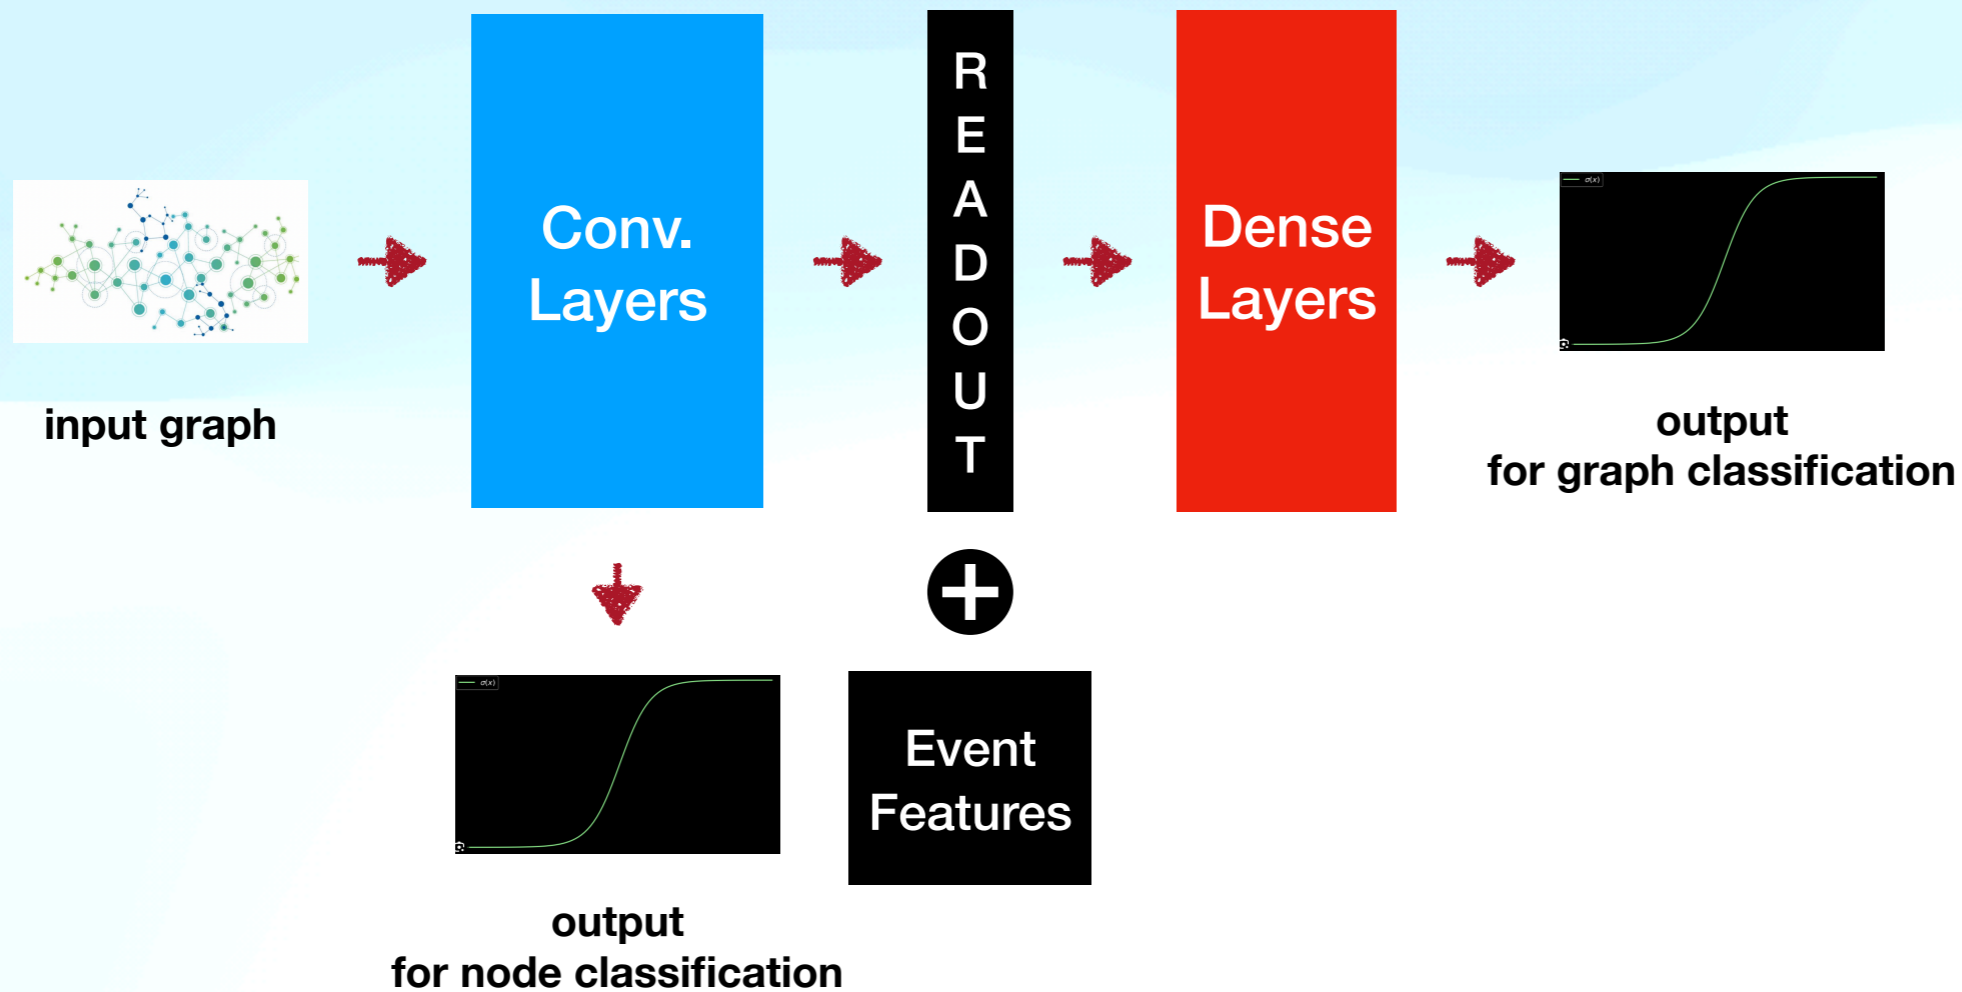 input graph
Conv.
Layers
R
E
A
D
O
U
T
Dense
Layers
σ(x)
output
for graph classification
σ(x)
output
for node classification
+
Event
Features